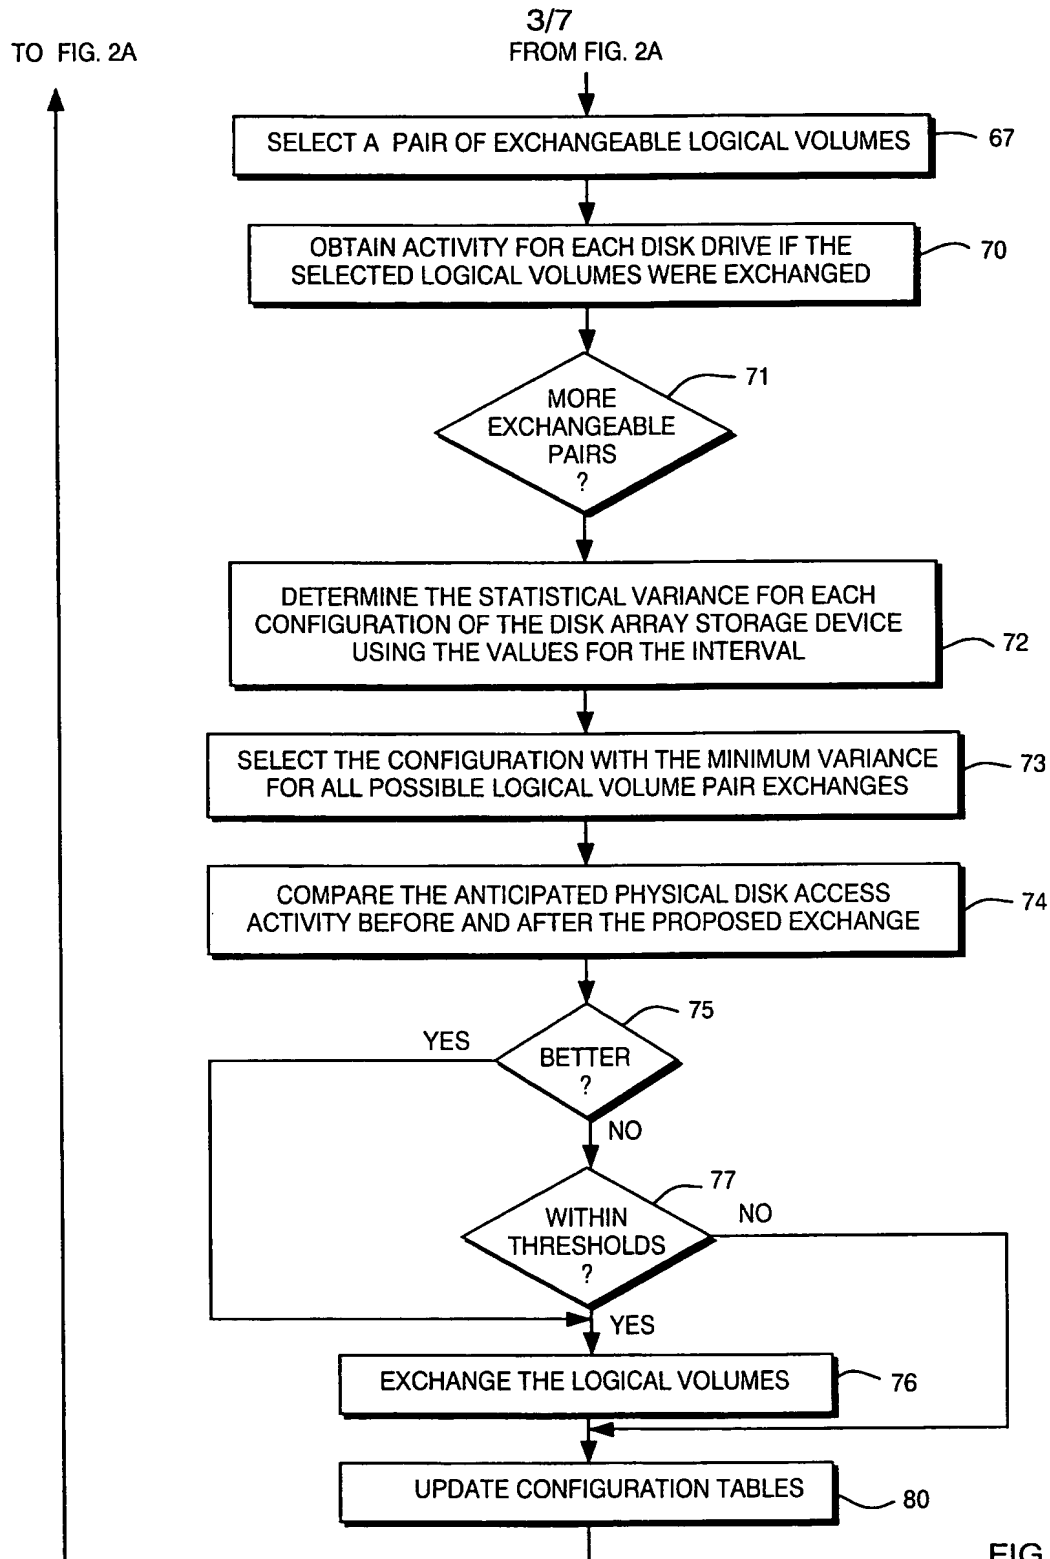 3/7
TO FIG. 2A
FROM FIG. 2A
SELECT A PAIR OF EXCHANGEABLE LOGICAL VOLUMES
67
OBTAIN ACTIVITY FOR EACH DISK DRIVE IF THE
SELECTED LOGICAL VOLUMES WERE EXCHANGED
70
71
MORE
EXCHANGEABLE
PAIRS
?
DETERMINE THE STATISTICAL VARIANCE FOR EACH
CONFIGURATION OF THE DISK ARRAY STORAGE DEVICE
USING THE VALUES FOR THE INTERVAL
72
SELECT THE CONFIGURATION WITH THE MINIMUM VARIANCE
FOR ALL POSSIBLE LOGICAL VOLUME PAIR EXCHANGES
73
COMPARE THE ANTICIPATED PHYSICAL DISK ACCESS
ACTIVITY BEFORE AND AFTER THE PROPOSED EXCHANGE
74
75
YES
BETTER
?
NO
77
WITHIN
THRESHOLDS
?
NO
YES
EXCHANGE THE LOGICAL VOLUMES
76
UPDATE CONFIGURATION TABLES
80
FIG